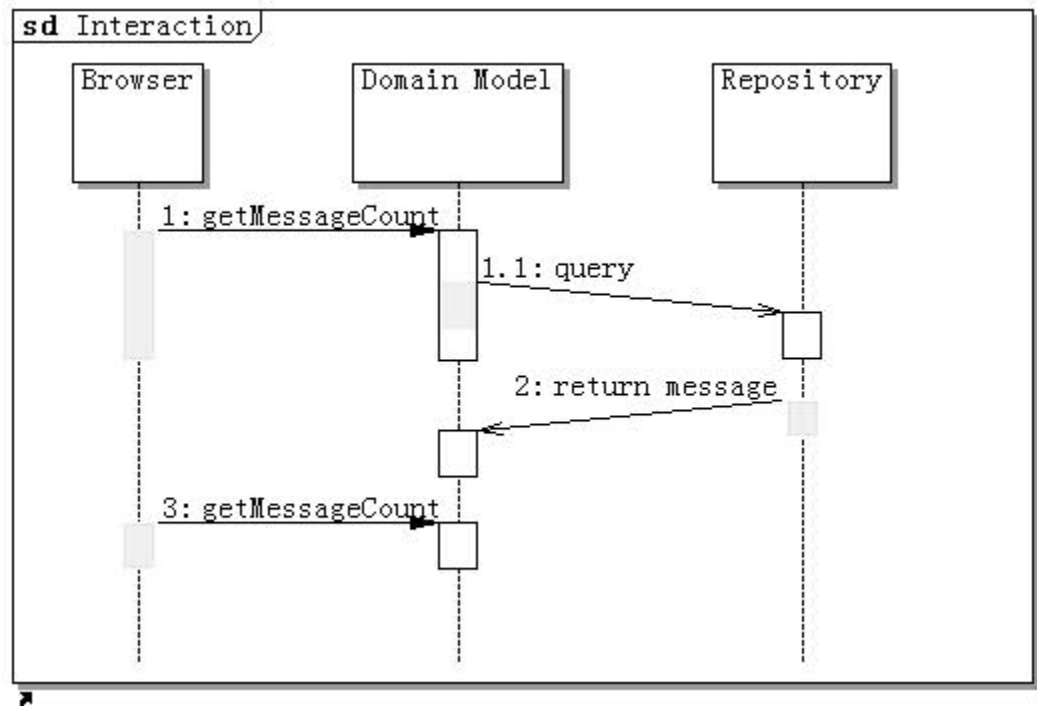 sd Interaction
Browser
Domain Model
Repository
1: getMessageCount
1.1: query
2: return message
3: getMessageCount